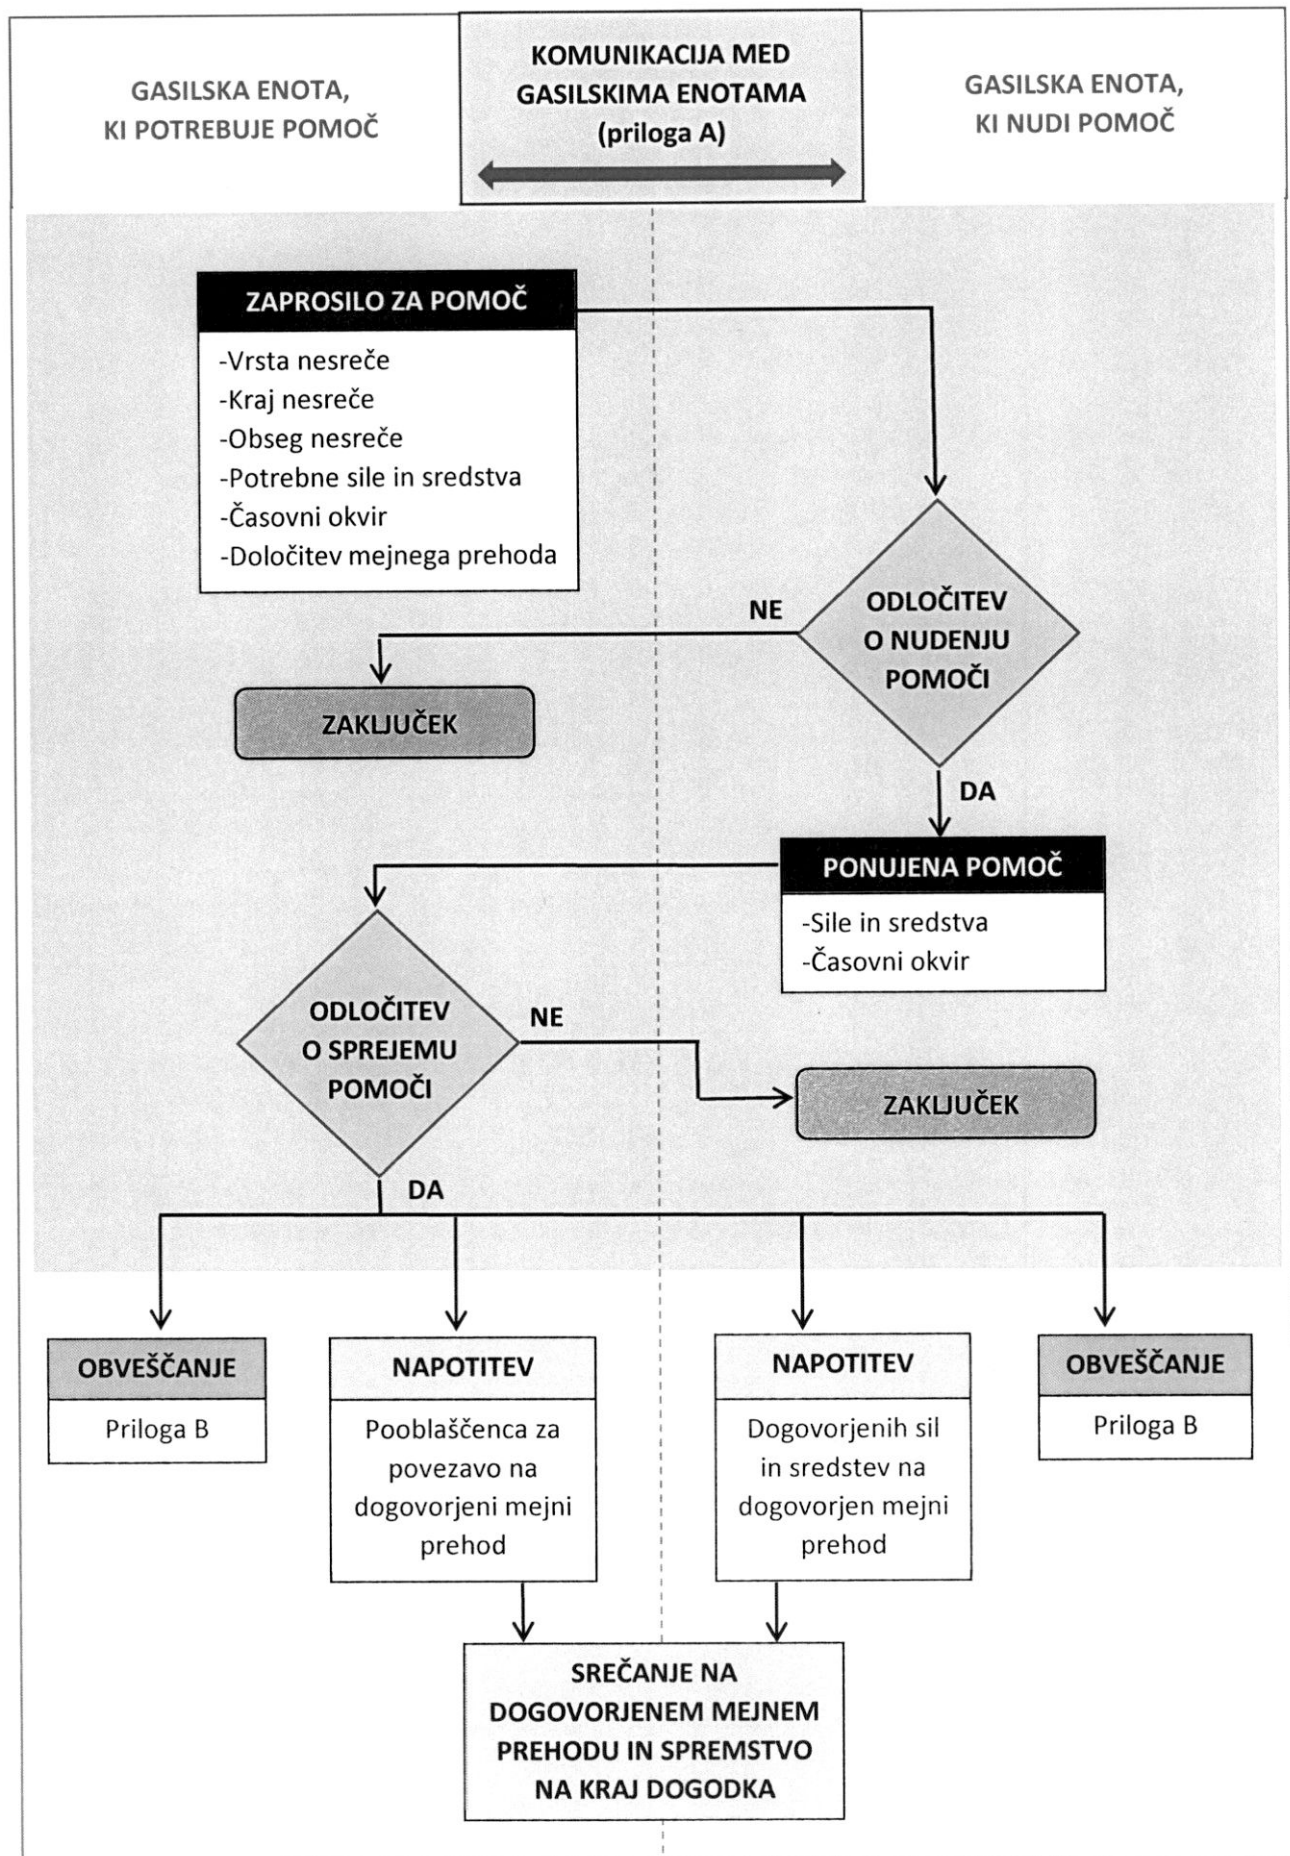 GASILSKA ENOTA,
KI POTREBUJE POMOČ
KOMUNIKACIJA MED
GASILSKIMA ENOTAMA
(priloga A)
GASILSKA ENOTA,
KI NUDI POMOČ
ZAPROSILO ZA POMOČ
-Vrsta nesreče
-Kraj nesreče
-Obseg nesreče
-Potrebne sile in sredstva
-Časovni okvir
-Določitev mejnega prehoda
NE
ODLOČITEV
O NUDENJU
POMOČI
ZAKLJUČEK
DA
PONUJENA POMOČ
-Sile in sredstva
-Časovni okvir
ODLOČITEV
O SPREJEMU
POMOČI
NE
ZAKLJUČEK
DA
OBVEŠČANJE
Priloga B
NAPOTITEV
Pooblaščenca za
povezavo na
dogovorjeni mejni
prehod
NAPOTITEV
Dogovorjenih sil
in sredstev na
dogovorjen mejni
prehod
OBVEŠČANJE
Priloga B
SREČANJE NA
DOGOVORJENEM MEJNEM
PREHODU IN SPREMSTVO
NA KRAJ DOGODKA